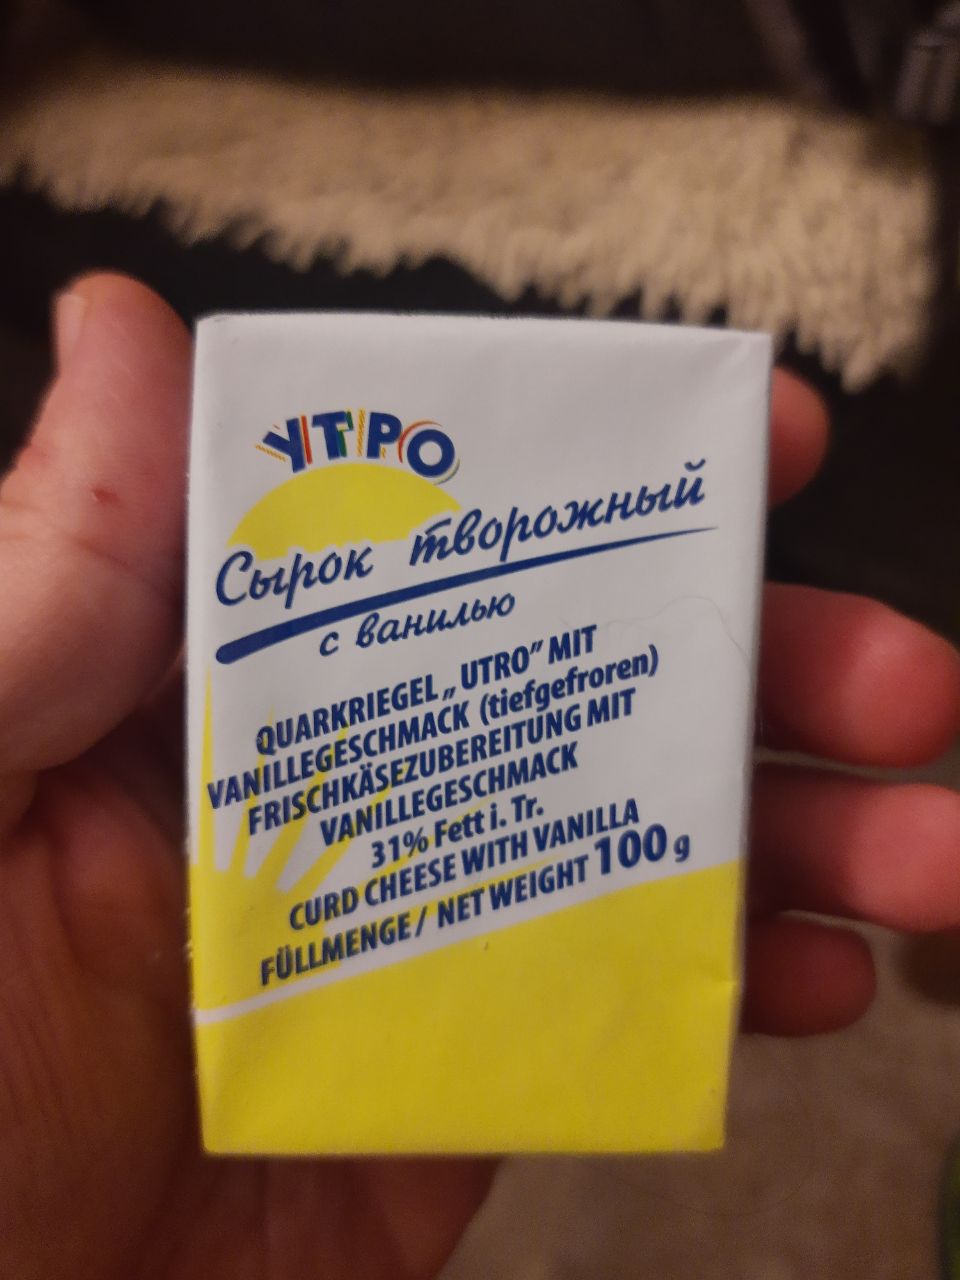 УТРО
Сырок творожный
с ванилью
QUARKRIEGEL „UTRO” MIT
VANILLEGESCHMACK (tiefgefroren)
FRISCHKÄSEZUBEREITUNG MIT
VANILLEGESCHMACK
31% Fett i. Tr.
CURD CHEESE WITH VANILLA
FÜLLMENGE / NET WEIGHT 100 g